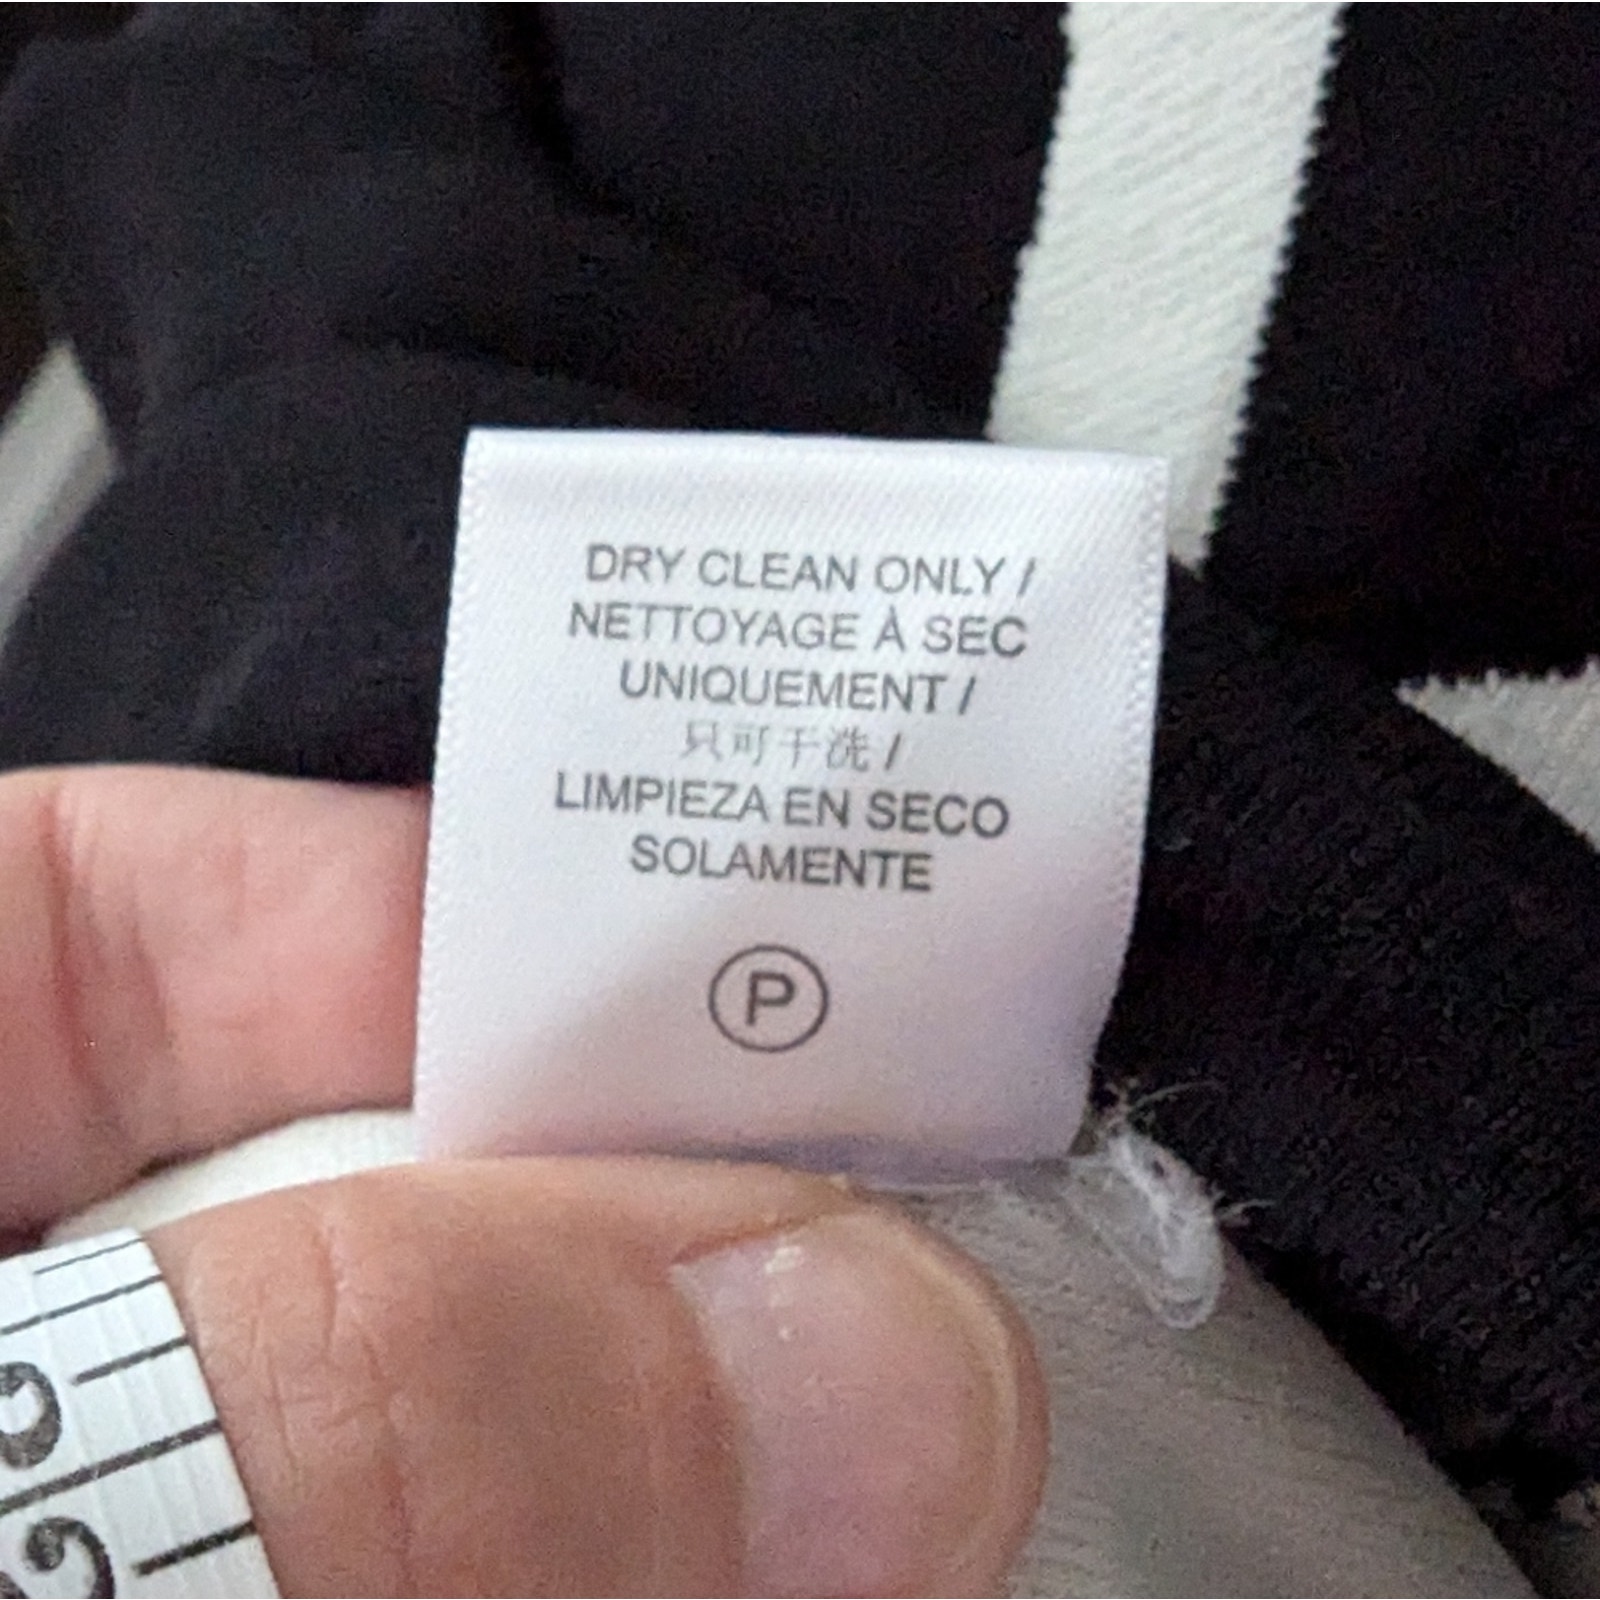 DRY CLEAN ONLY /
NETTOYAGE À SEC
UNIQUEMENT /
只可干洗 /
LIMPIEZA EN SECO
SOLAMENTE
P